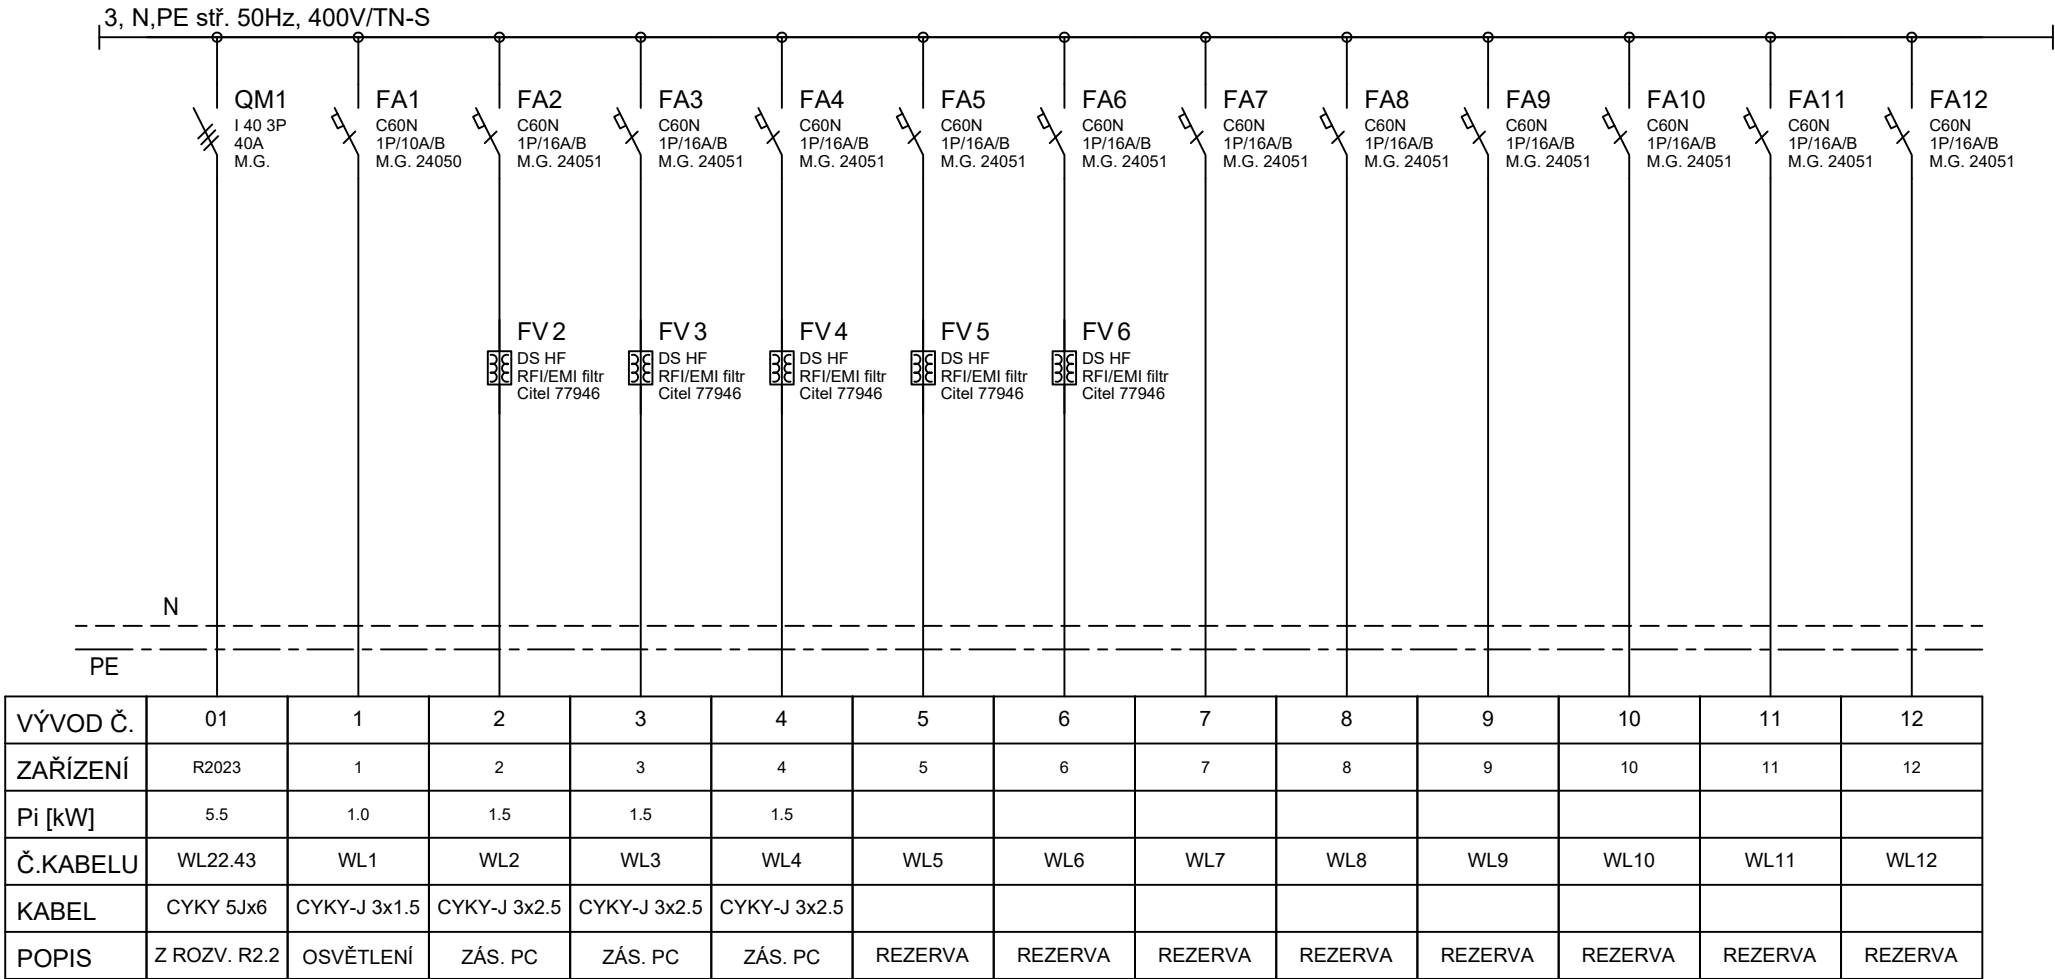 3, N,PE stř. 50Hz, 400V/TN-S
QM1
I 40 3P
40A
M.G.
FA1
C60N
1P/10A/B
M.G. 24050
FA2
C60N
1P/16A/B
M.G. 24051
FA3
C60N
1P/16A/B
M.G. 24051
FA4
C60N
1P/16A/B
M.G. 24051
FA5
C60N
1P/16A/B
M.G. 24051
FA6
C60N
1P/16A/B
M.G. 24051
FA7
C60N
1P/16A/B
M.G. 24051
FA8
C60N
1P/16A/B
M.G. 24051
FA9
C60N
1P/16A/B
M.G. 24051
FA10
C60N
1P/16A/B
M.G. 24051
FA11
C60N
1P/16A/B
M.G. 24051
FA12
C60N
1P/16A/B
M.G. 24051
FV 2
DS HF
RFI/EMI filtr
Citel 77946
FV 3
DS HF
RFI/EMI filtr
Citel 77946
FV 4
DS HF
RFI/EMI filtr
Citel 77946
FV 5
DS HF
RFI/EMI filtr
Citel 77946
FV 6
DS HF
RFI/EMI filtr
Citel 77946
N
PE
VÝVOD Č. 01 1 2 3 4 5 6 7 8 9 10 11 12
ZAŘÍZENÍ R2023 1 2 3 4 5 6 7 8 9 10 11 12
Pi [kW] 5.5 1.0 1.5 1.5 1.5
Č.KABELU WL22.43 WL1 WL2 WL3 WL4 WL5 WL6 WL7 WL8 WL9 WL10 WL11 WL12
KABEL CYKY 5Jx6 CYKY-J 3x1.5 CYKY-J 3x2.5 CYKY-J 3x2.5 CYKY-J 3x2.5
POPIS Z ROZV. R2.2 OSVĚTLENÍ ZÁS. PC ZÁS. PC ZÁS. PC REZERVA REZERVA REZERVA REZERVA REZERVA REZERVA REZERVA REZERVA